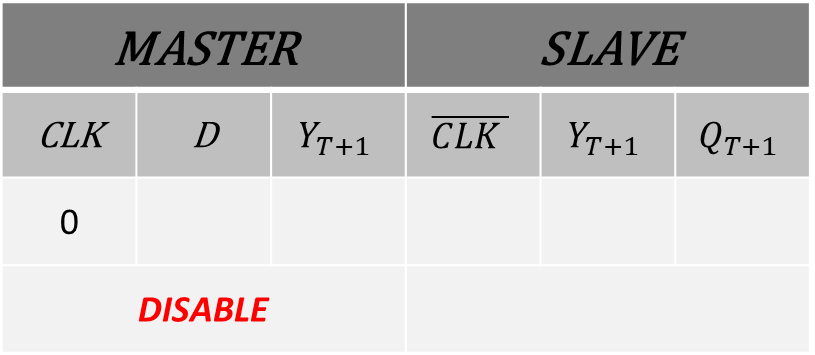 MASTER SLAVE
CLK D Y_{T+1} \overline{CLK} Y_{T+1} Q_{T+1}
0
DISABLE